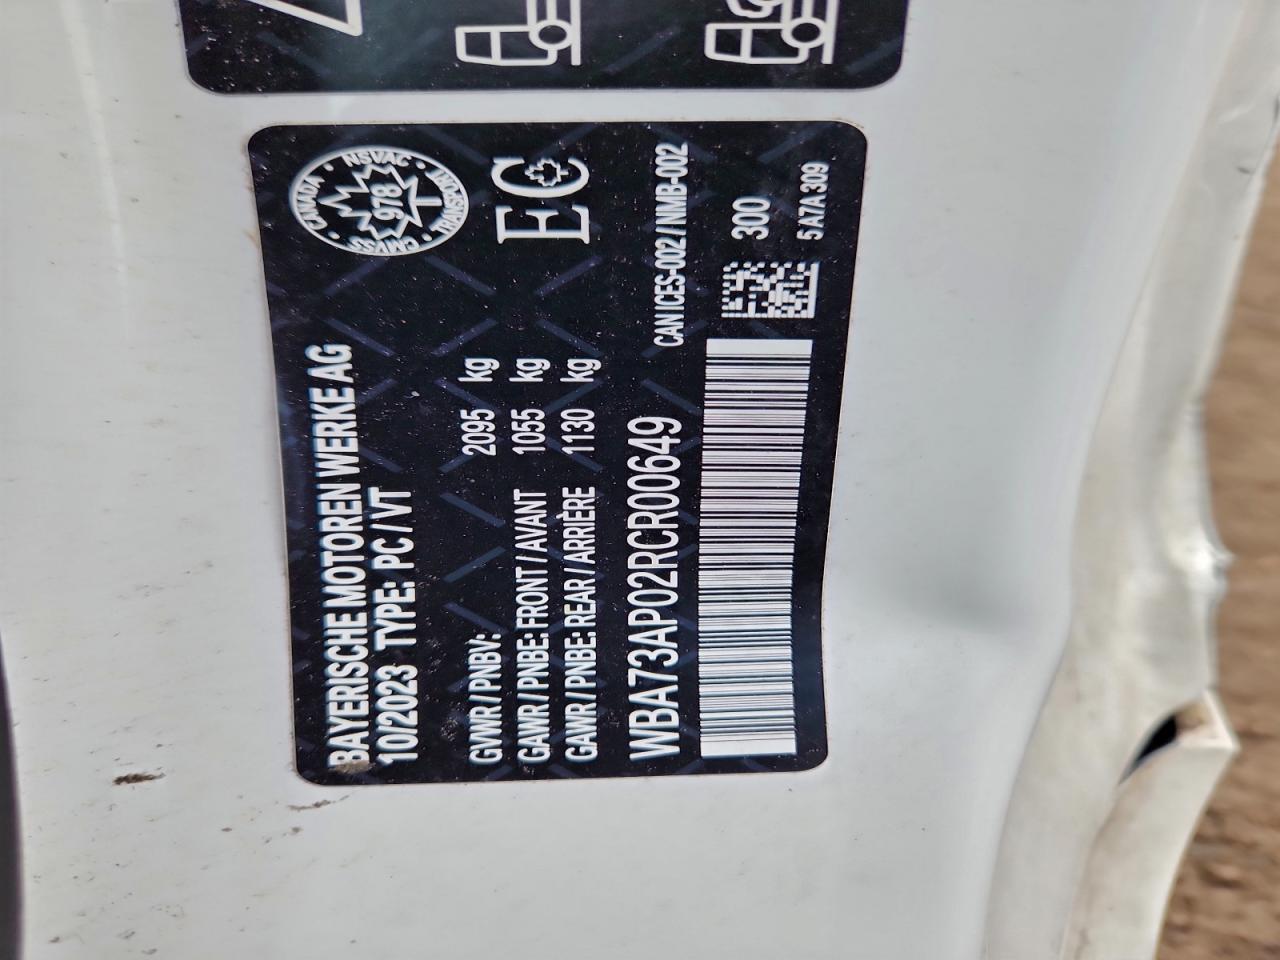 BAYERISCHE MOTOREN WERKE AG
10/2023 TYPE: PC/VT
GVWR/PNBV: 2095 kg
GAWR/PNBE: FRONT/AVANT 1055 kg
GAWR/PNBE: REAR/ARRIÈRE 1130 kg
WBA73AP02RCR00649
CANADA • NSVAC • TRANSPORT • CMVSS
978
T
EC
CAN ICES-002/NMB-002
300
5A7A309